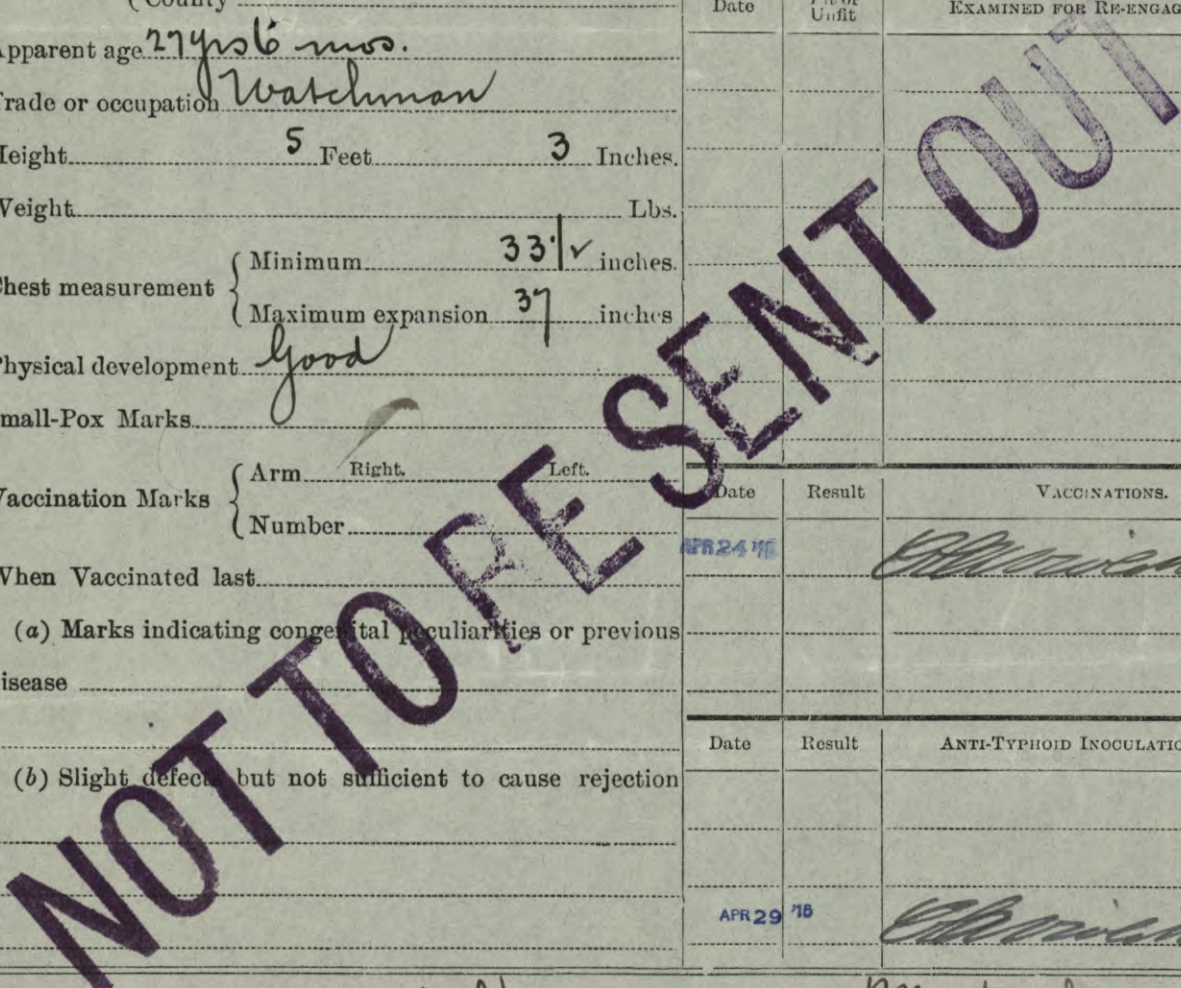 (County
Apparent age 27 yrs 6 mos.
Trade or occupation Watchman
Height 5 Feet 3 Inches.
Weight Lbs.
Chest measurement
Minimum inches.
Maximum expansion 37 inches
Physical development Good
Small-Pox Marks
Vaccination Marks
Arm Right. Left.
Number
When Vaccinated last
(a) Marks indicating congenital peculiarities or previous
disease
(b) Slight defects but not sufficient to cause rejection
Date Unfit EXAMINED FOR RE-ENGAG
Date Result VACCINATIONS.
APR 24
Date Result ANTI-TYPHOID INOCULATIO
APR 29
NOT TO BE SENT OUT